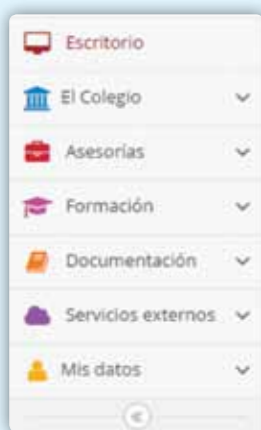 Escritorio
El Colegio
Asesorías
Formación
Documentación
Servicios externos
Mis datos